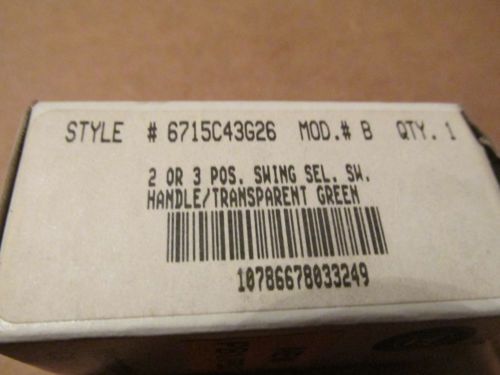 STYLE # 6715C43G26 MOD.# B QTY. 1
2 OR 3 POS. SWING SEL. SW.
HANDLE/TRANSPARENT GREEN
10786678033249